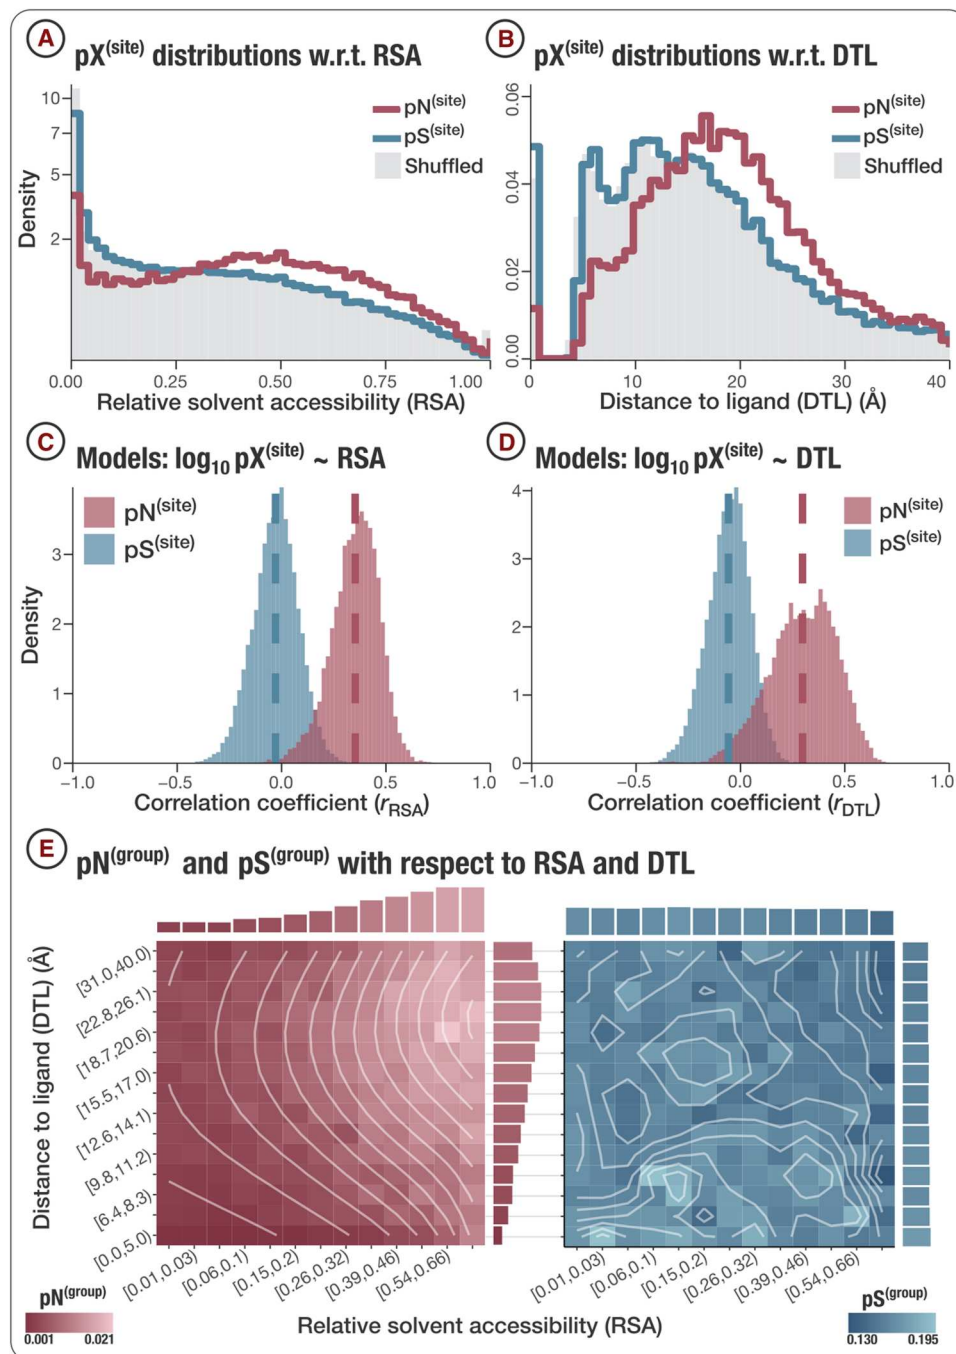 A pX(site) distributions w.r.t. RSA
10
7
5
2
Density
pN(site)
pS(site)
Shuffled
0.00 0.25 0.50 0.75 1.00
Relative solvent accessibility (RSA)
B pX(site) distributions w.r.t. DTL
0.06
0.04
0.02
0.00
pN(site)
pS(site)
Shuffled
0 10 20 30 40
Distance to ligand (DTL) (Å)
C Models: log10 pX(site) ~ RSA
pN(site)
pS(site)
3
2
1
0
Density
-1.0 -0.5 0.0 0.5 1.0
Correlation coefficient (rRSA)
D Models: log10 pX(site) ~ DTL
pN(site)
pS(site)
4
3
2
1
0
-1.0 -0.5 0.0 0.5 1.0
Correlation coefficient (rDTL)
E pN(group) and pS(group) with respect to RSA and DTL
Distance to ligand (DTL) (Å)
[31.0,40.0)
[22.8,26.1)
[18.7,20.6)
[15.5,17.0)
[12.6,14.1)
[9.8,11.2)
[6.4,8.3)
[0.0,5.0)
[0.01,0.03)
[0.06,0.1)
[0.15,0.2)
[0.26,0.32)
[0.39,0.46)
[0.54,0.66)
[0.01,0.03)
[0.06,0.1)
[0.15,0.2)
[0.26,0.32)
[0.39,0.46)
[0.54,0.66)
pN(group)
0.001 0.021
Relative solvent accessibility (RSA)
pS(group)
0.130 0.195